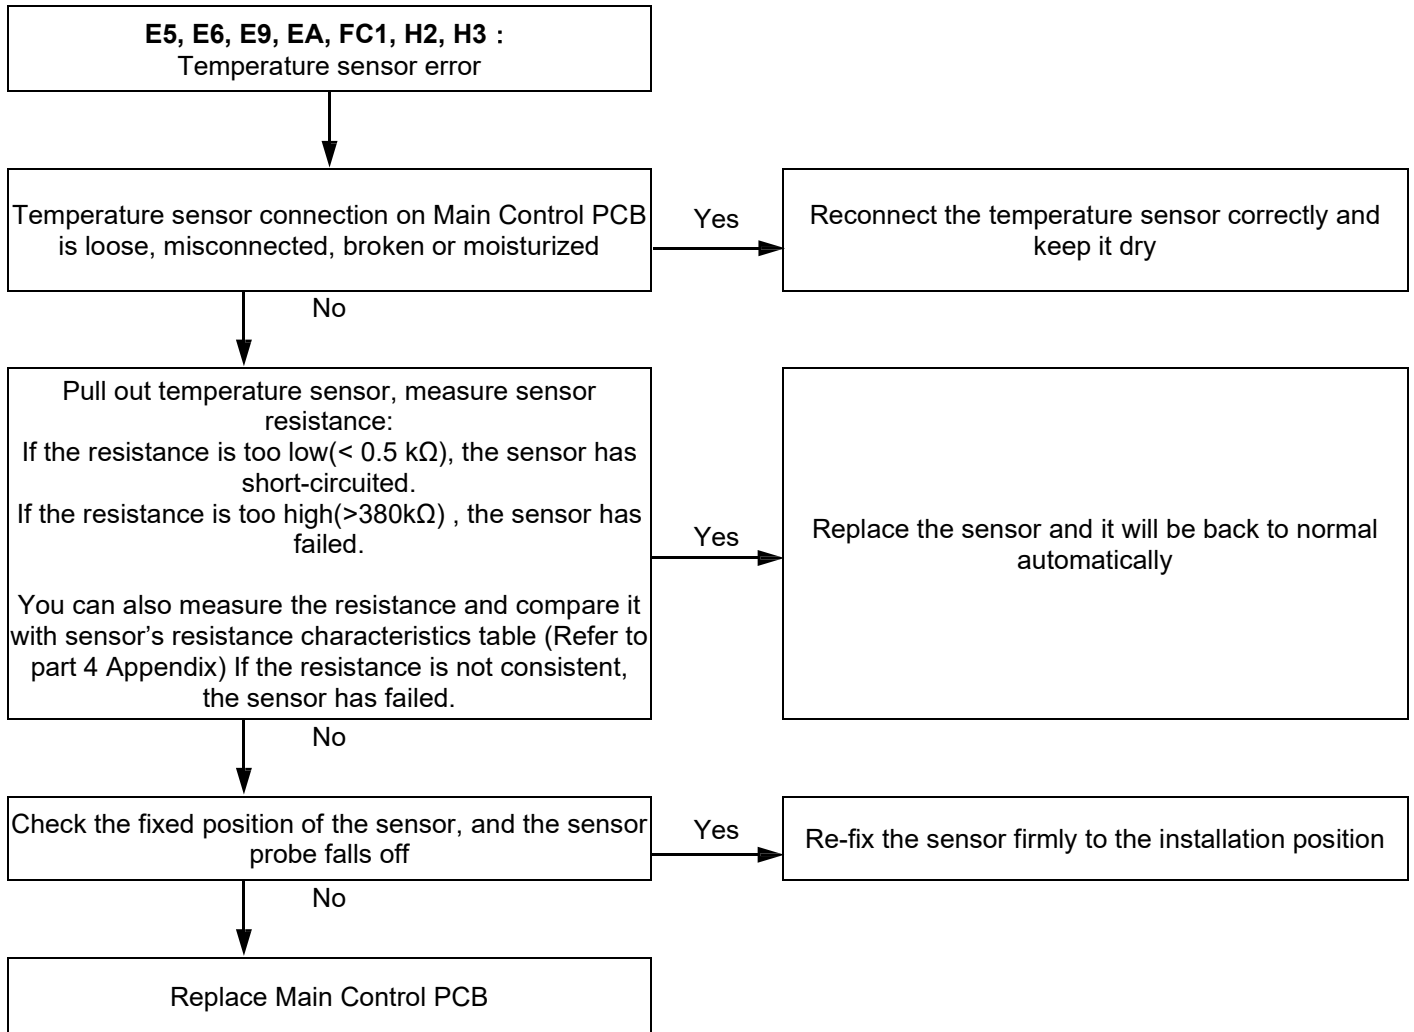 E5, E6, E9, EA, FC1, H2, H3：
Temperature sensor error
Temperature sensor connection on Main Control PCB
is loose, misconnected, broken or moisturized
Yes
Reconnect the temperature sensor correctly and
keep it dry
No
Pull out temperature sensor, measure sensor
resistance:
If the resistance is too low(< 0.5 kΩ), the sensor has
short-circuited.
If the resistance is too high(>380kΩ) , the sensor has
failed.
You can also measure the resistance and compare it
with sensor’s resistance characteristics table (Refer to
part 4 Appendix) If the resistance is not consistent,
the sensor has failed.
Yes
Replace the sensor and it will be back to normal
automatically
No
Check the fixed position of the sensor, and the sensor
probe falls off
Yes
Re-fix the sensor firmly to the installation position
No
Replace Main Control PCB